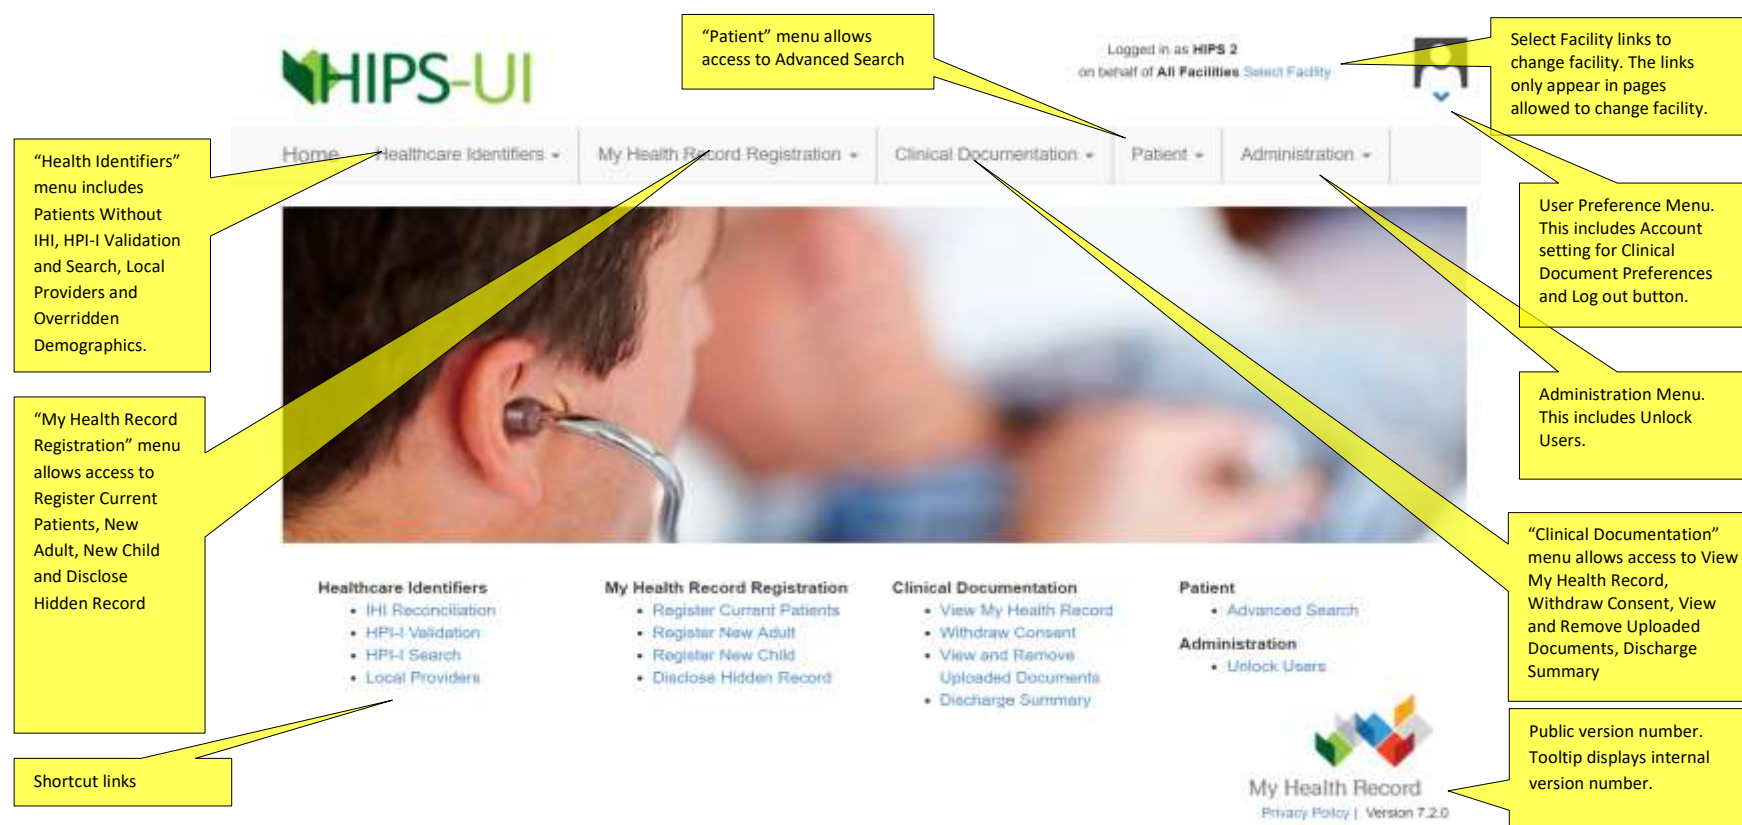 HIPS-UI
“Patient” menu allows
access to Advanced Search
Logged in as HIPS 2
on behalf of All Facilities Select Facility
Select Facility links to
change facility. The links
only appear in pages
allowed to change facility.
Home
Healthcare Identifiers
My Health Record Registration
Clinical Documentation
Patient
Administration
“Health Identifiers”
menu includes
Patients Without
IHI, HPI-I Validation
and Search, Local
Providers and
Overridden
Demographics.
User Preference Menu.
This includes Account
setting for Clinical
Document Preferences
and Log out button.
Administration Menu.
This includes Unlock
Users.
“My Health Record
Registration” menu
allows access to
Register Current
Patients, New
Adult, New Child
and Disclose
Hidden Record
“Clinical Documentation”
menu allows access to View
My Health Record,
Withdraw Consent, View
and Remove Uploaded
Documents, Discharge
Summary
Healthcare Identifiers
• IHI Reconciliation
• HPI-I Validation
• HPI-I Search
• Local Providers
My Health Record Registration
• Register Current Patients
• Register New Adult
• Register New Child
• Disclose Hidden Record
Clinical Documentation
• View My Health Record
• Withdraw Consent
• View and Remove
Uploaded Documents
• Discharge Summary
Patient
• Advanced Search
Administration
• Unlock Users
Shortcut links
My Health Record
Privacy Policy | Version 7.2.0
Public version number.
Tooltip displays internal
version number.